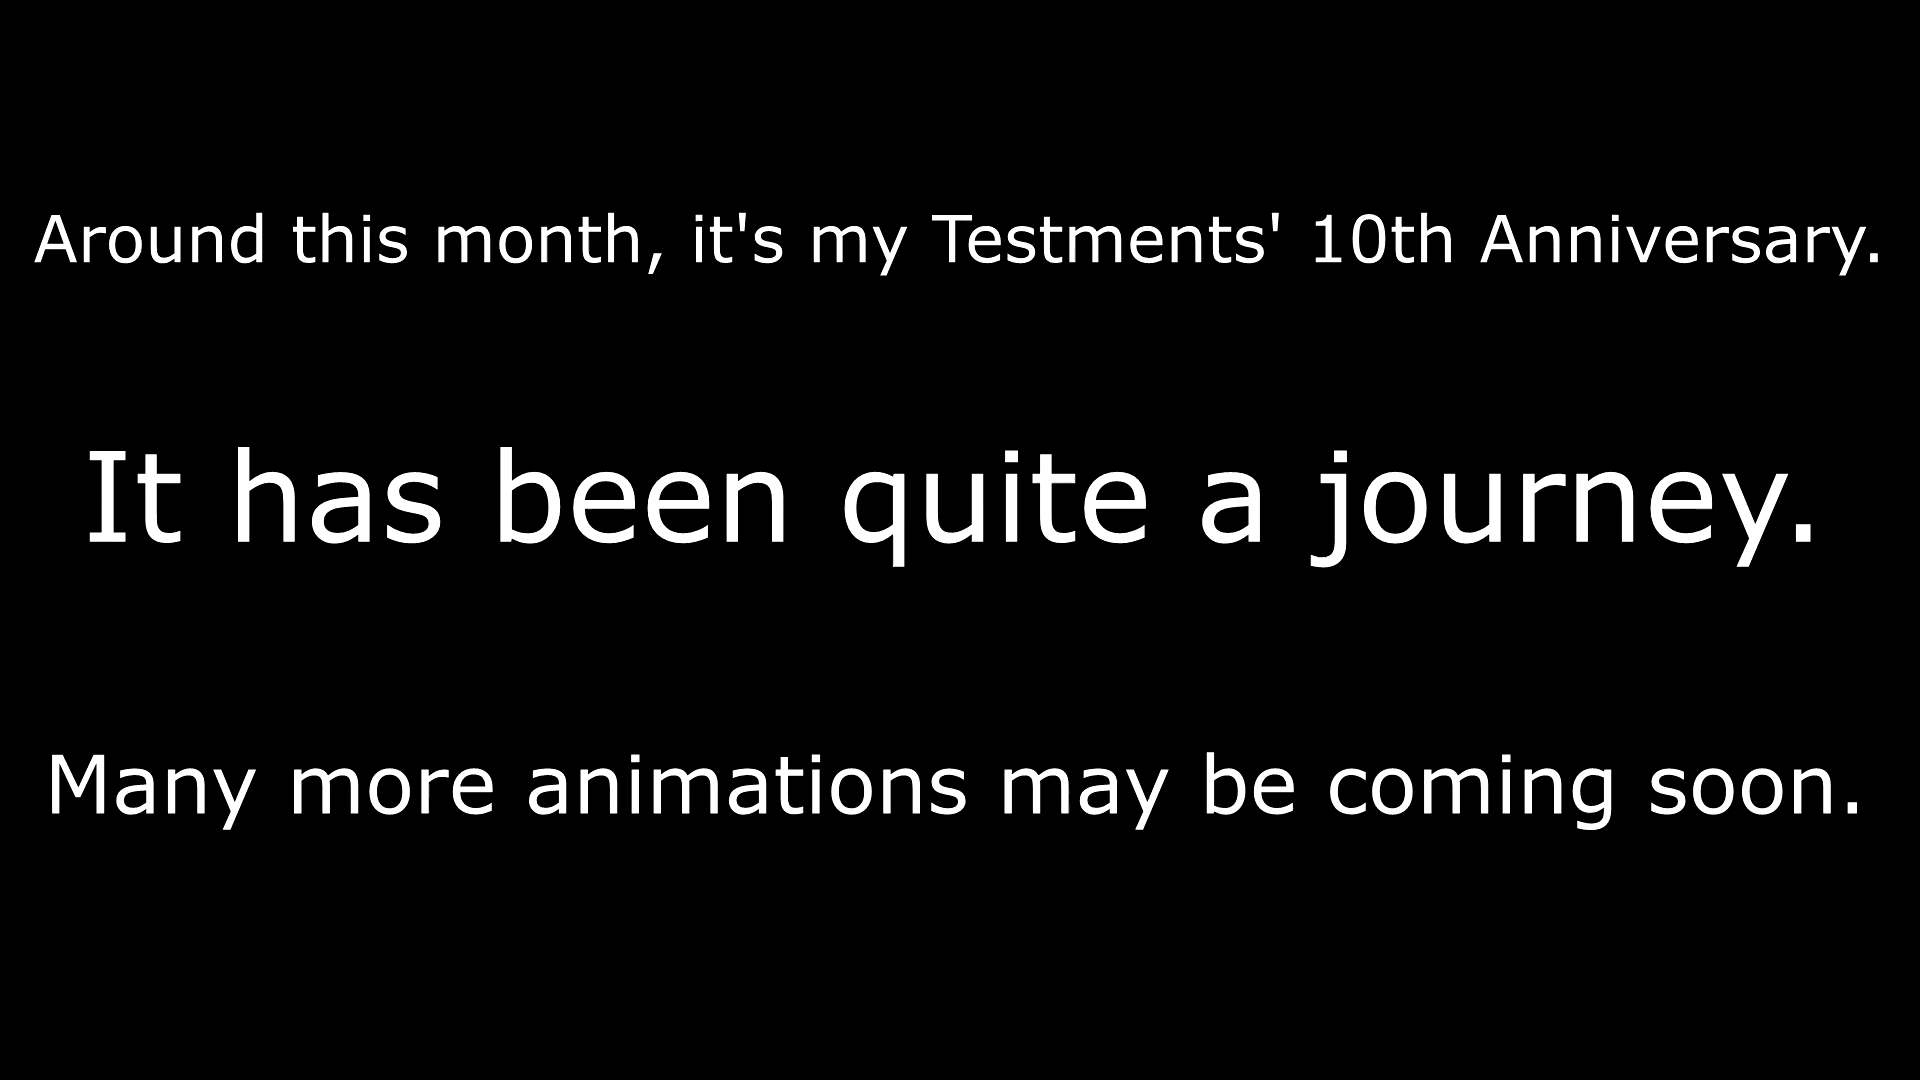 Around this month, it's my Testments' 10th Anniversary.
It has been quite a journey.
Many more animations may be coming soon.